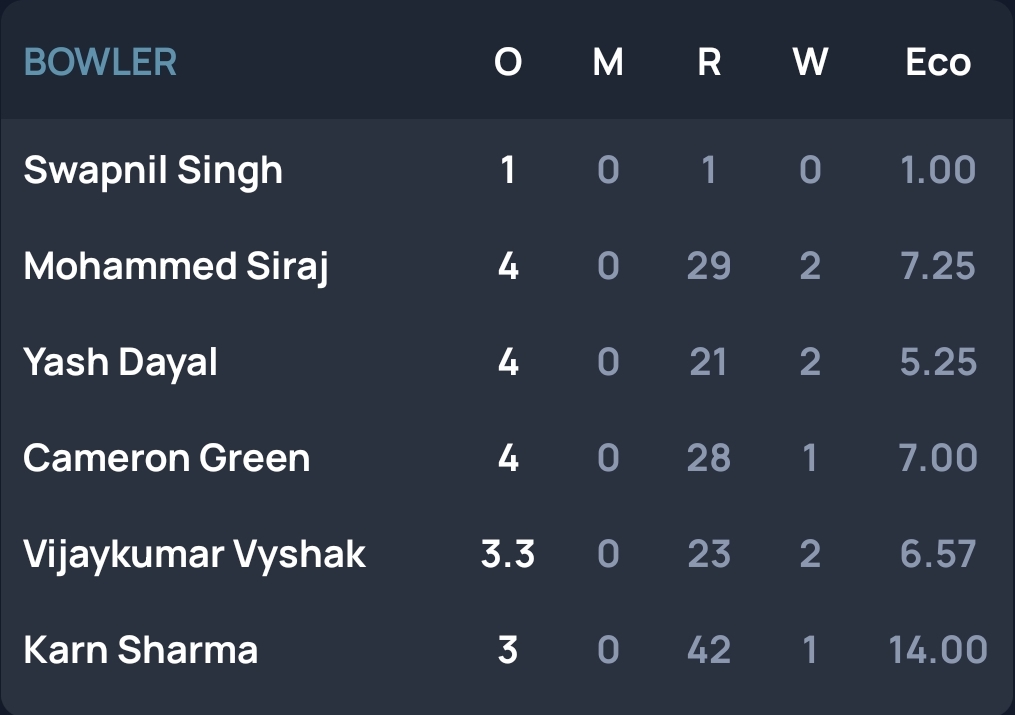 BOWLER O M R W Eco
Swapnil Singh 1 0 1 0 1.00
Mohammed Siraj 4 0 29 2 7.25
Yash Dayal 4 0 21 2 5.25
Cameron Green 4 0 28 1 7.00
Vijaykumar Vyshak 3.3 0 23 2 6.57
Karn Sharma 3 0 42 1 14.00